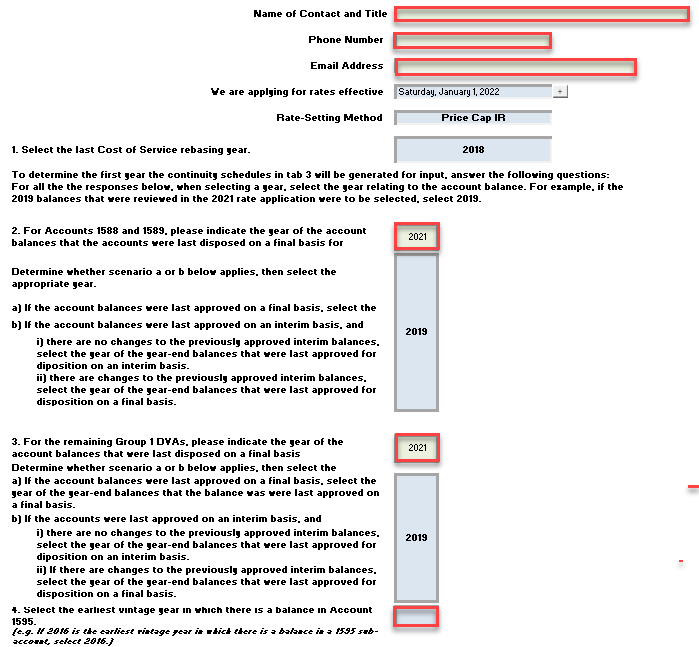 Name of Contact and Title
Phone Number
Email Address
We are applying for rates effective Saturday, January 1, 2022 +
Rate-Setting Method Price Cap IR
1. Select the last Cost of Service rebasing year. 2018
To determine the first year the continuity schedules in tab 3 will be generated for input, answer the following questions:
For all the the responses below, when selecting a year, select the year relating to the account balance. For example, if the
2019 balances that were reviewed in the 2021 rate application were to be selected, select 2019.
2. For Accounts 1588 and 1589, please indicate the year of the account
balances that the accounts were last disposed on a final basis for
2021
Determine whether scenario a or b below applies, then select the
appropriate year.
a) If the account balances were last approved on a final basis, select the
b) If the account balances were last approved on an interim basis, and
2019
i) there are no changes to the previously approved interim balances,
select the year of the year-end balances that were last approved for
diposition on an interim basis.
ii) there are changes to the previously approved interim balances,
select the year of the year-end balances that were last approved for
disposition on a final basis.
3. For the remaining Group 1 DVAs, please indicate the year of the
account balances that were last disposed on a final basis
2021
Determine whether scenario a or b below applies, then select the
a) If the account balances were last approved on a final basis, select the
year of the year-end balances that the balance was were last approved on
a final basis.
b) If the accounts were last approved on an interim basis, and
i) there are no changes to the previously approved interim balances,
2019
select the year of the year-end balances that were last approved for
diposition on an interim basis.
ii) If there are changes to the previously approved interim balances,
select the year of the year-end balances that were last approved for
disposition on a final basis.
4. Select the earliest vintage year in which there is a balance in Account
1595.
(e.g. If 2016 is the earliest vintage year in which there is a balance in a 1595 sub-
account, select 2016.)